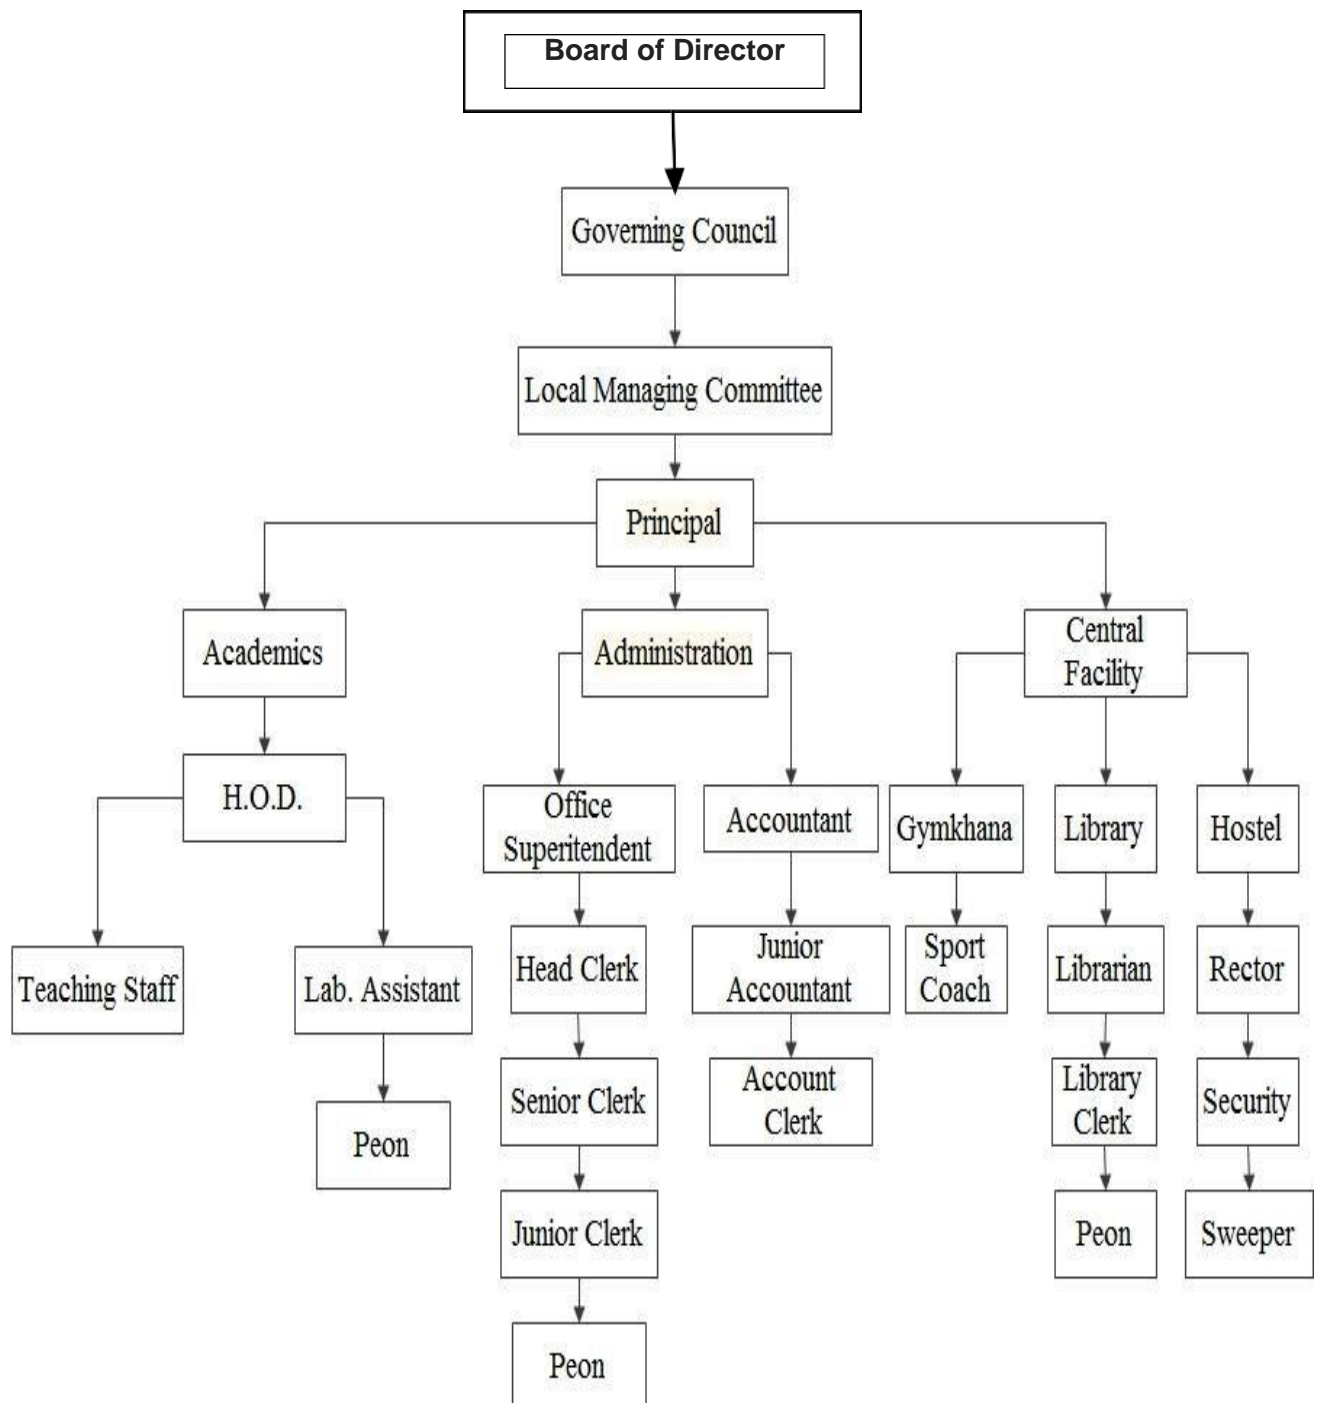 Board of Director
Governing Council
Local Managing Committee
Principal
Academics
Administration
Central
Facility
H.O.D.
Office
Superitendent
Accountant
Gymkhana
Library
Hostel
Teaching Staff
Lab. Assistant
Head Clerk
Junior
Accountant
Sport
Coach
Librarian
Rector
Peon
Senior Clerk
Account
Clerk
Library
Clerk
Security
Junior Clerk
Peon
Sweeper
Peon